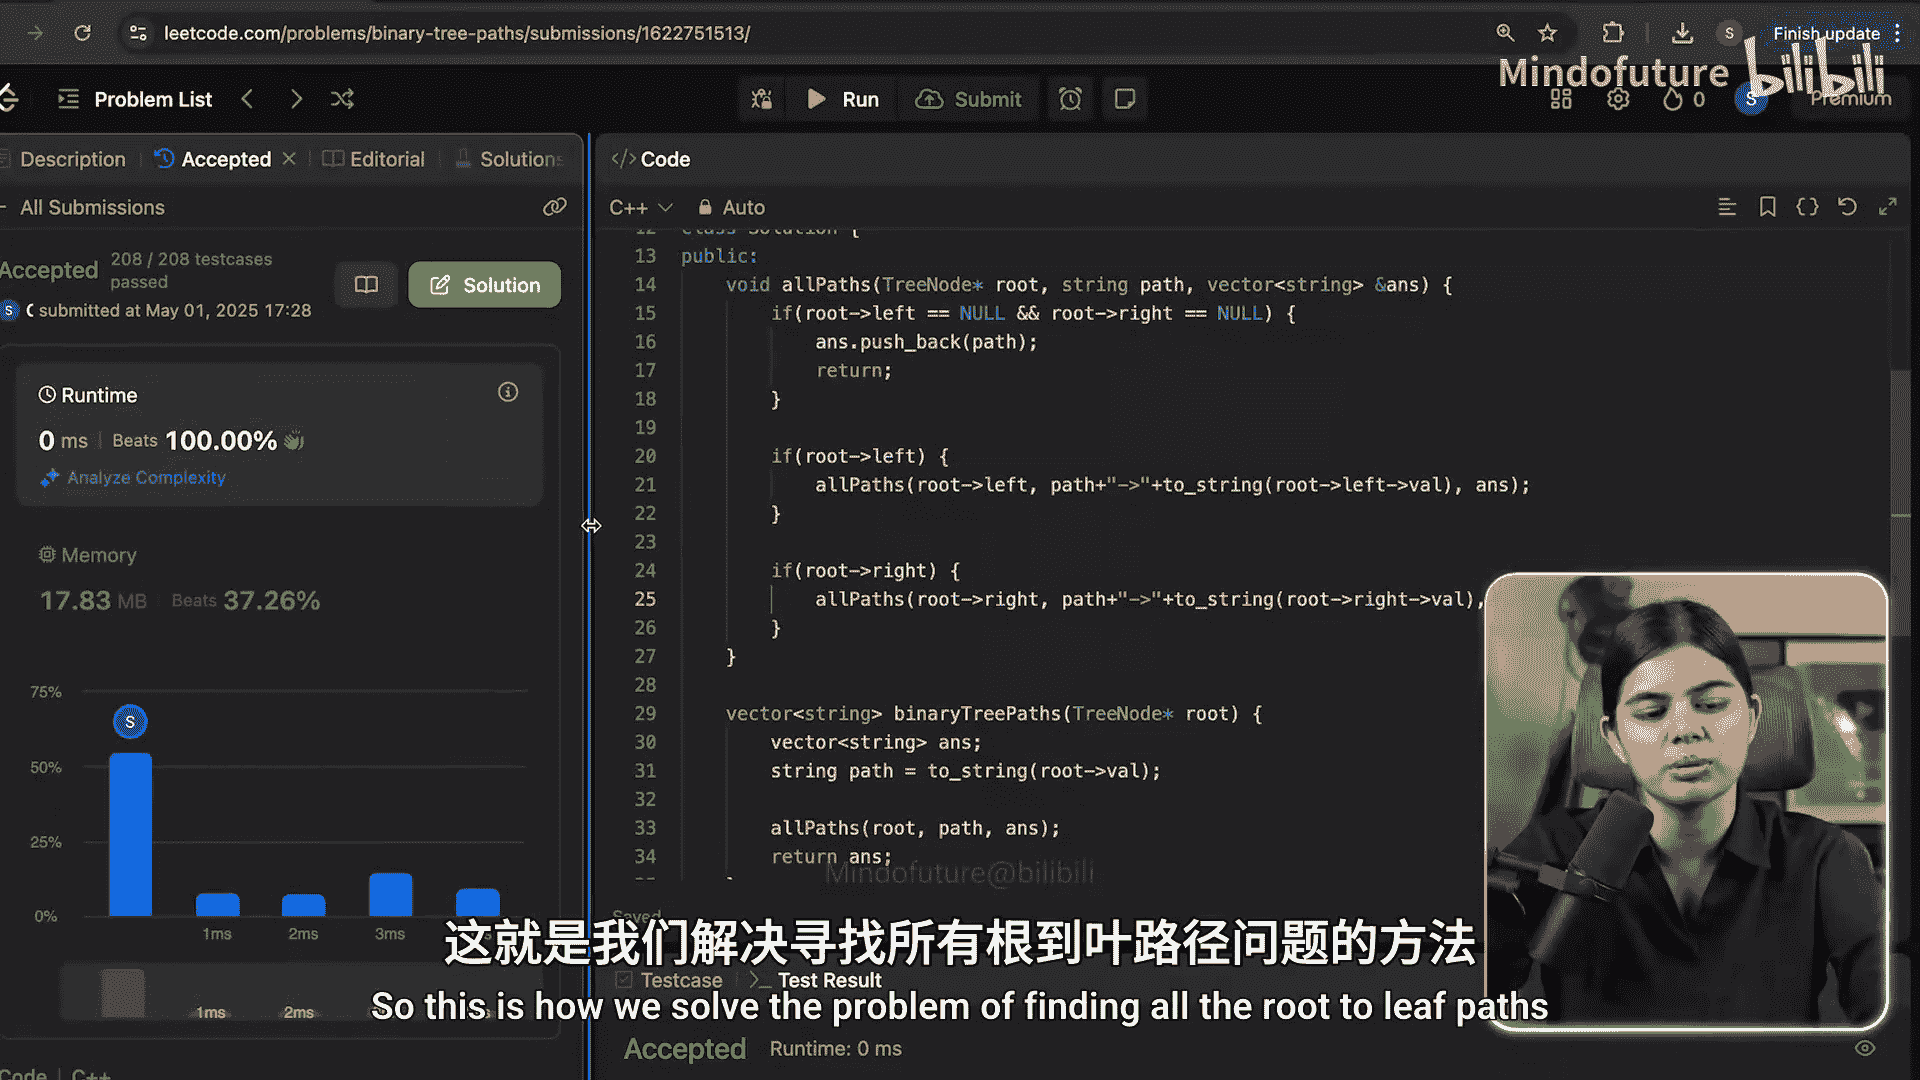 leetcode.com/problems/binary-tree-paths/submissions/1622751513/
S
Finish update
Mindofuture
bilibili
Problem List
Run
Submit
0
S
Premium
Description
Accepted
Editorial
Solutions
</> Code
All Submissions
C++
Auto
Accepted
208 / 208 testcases passed
Solution
S
submitted at May 01, 2025 17:28
Runtime
0 ms
Beats 100.00%
Analyze Complexity
Memory
17.83 MB
Beats 37.26%
75%
S
50%
25%
0%
1ms
2ms
3ms
1ms
2ms
12 class Solution {
13 public:
14 void allPaths(TreeNode* root, string path, vector<string> &ans) {
15 if(root->left == NULL && root->right == NULL) {
16 ans.push_back(path);
17 return;
18 }
19
20 if(root->left) {
21 allPaths(root->left, path+"->"+to_string(root->left->val), ans);
22 }
23
24 if(root->right) {
25 allPaths(root->right, path+"->"+to_string(root->right->val),
26 }
27 }
28
29 vector<string> binaryTreePaths(TreeNode* root) {
30 vector<string> ans;
31 string path = to_string(root->val);
32
33 allPaths(root, path, ans);
34 return ans;
Mindofuture@bilibili
Saved
这就是我们解决寻找所有根到叶路径问题的方法
Testcase
Test Result
So this is how we solve the problem of finding all the root to leaf paths
Accepted
Runtime: 0 ms
Code
C++